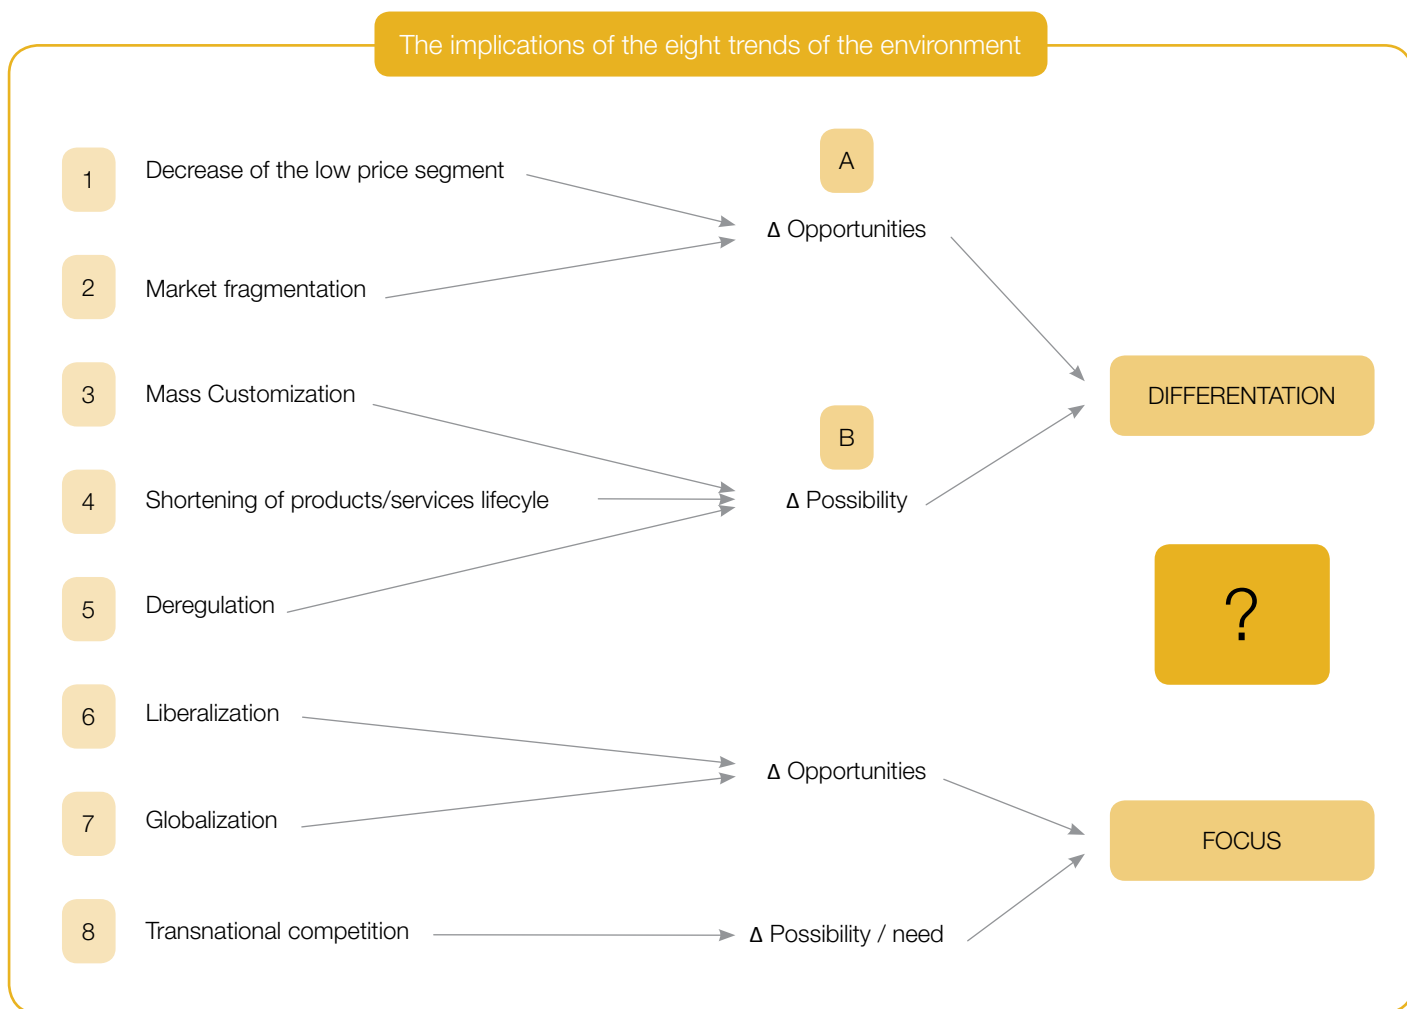 The implications of the eight trends of the environment
1 Decrease of the low price segment
A
Δ Opportunities
2 Market fragmentation
3 Mass Customization
DIFFERENTATION
B
4 Shortening of products/services lifecyle
Δ Possibility
5 Deregulation
?
6 Liberalization
Δ Opportunities
7 Globalization
FOCUS
8 Transnational competition
Δ Possibility / need